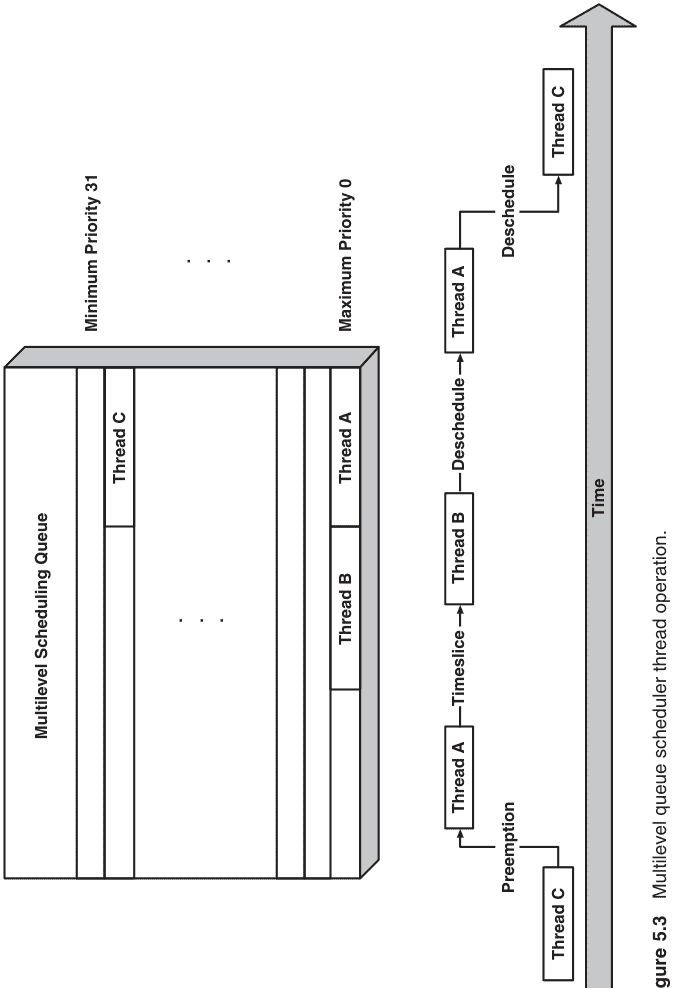 Multilevel Scheduling Queue
Minimum Priority 31
Thread C
. . .
. . .
Maximum Priority 0
Thread B
Thread A
Thread C
Preemption
Thread A
Timeslice
Thread B
Deschedule
Thread A
Deschedule
Thread C
Time
gure 5.3 Multilevel queue scheduler thread operation.